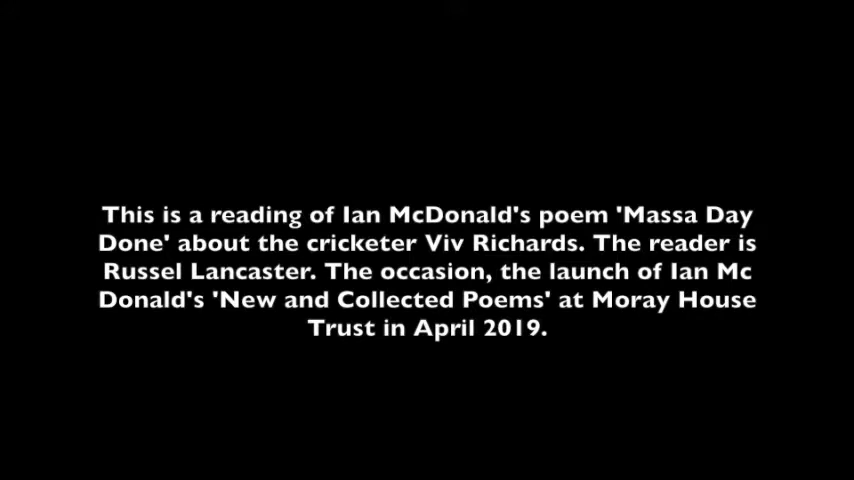 This is a reading of Ian McDonald's poem 'Massa Day
Done' about the cricketer Viv Richards. The reader is
Russel Lancaster. The occasion, the launch of Ian Mc
Donald's 'New and Collected Poems' at Moray House
Trust in April 2019.